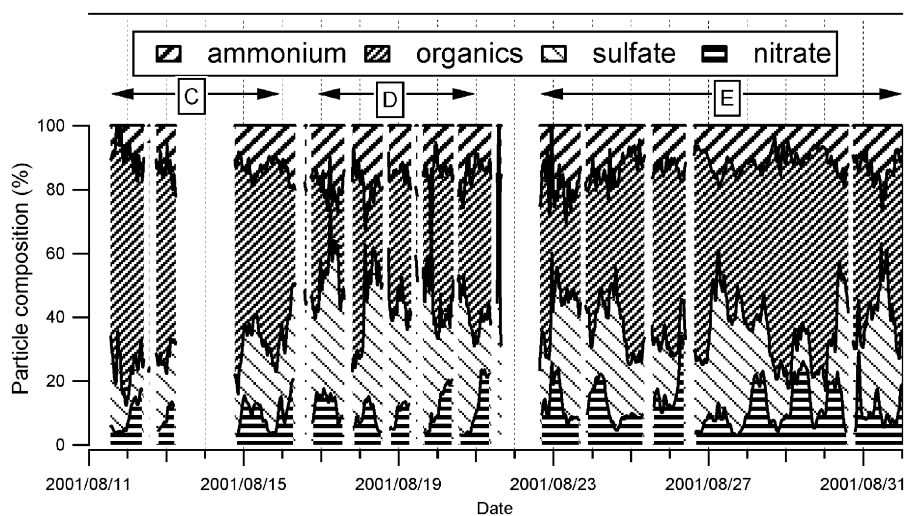 ammonium organics sulfate nitrate
C D E
Particle composition (%)
100
80
60
40
20
0
2001/08/11 2001/08/15 2001/08/19 2001/08/23 2001/08/27 2001/08/31
Date